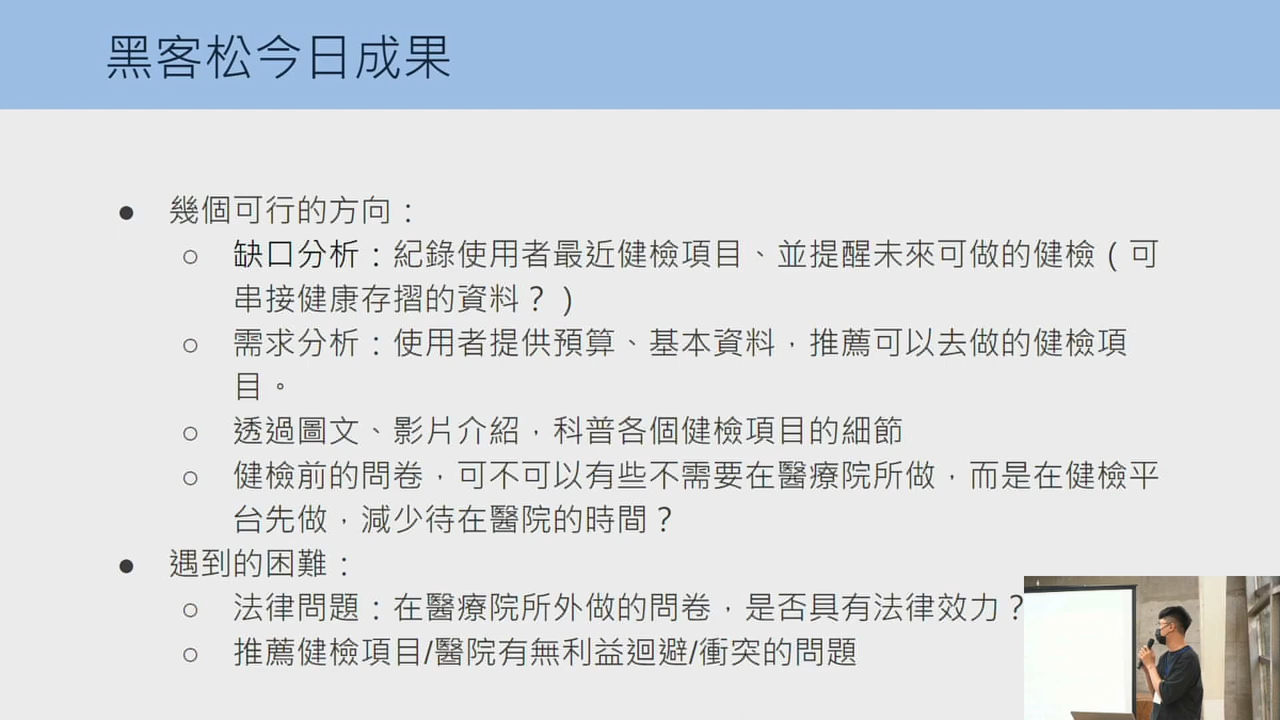 黑客松今日成果
● 幾個可行的方向：
○ 缺口分析：紀錄使用者最近健檢項目、並提醒未來可做的健檢（可
串接健康存摺的資料？）
○ 需求分析：使用者提供預算、基本資料，推薦可以去做的健檢項
目。
○ 透過圖文、影片介紹，科普各個健檢項目的細節
○ 健檢前的問卷，可不可以有些不需要在醫療院所做，而是在健檢平
台先做，減少待在醫院的時間？
● 遇到的困難：
○ 法律問題：在醫療院所外做的問卷，是否具有法律效力？
○ 推薦健檢項目/醫院有無利益迴避/衝突的問題